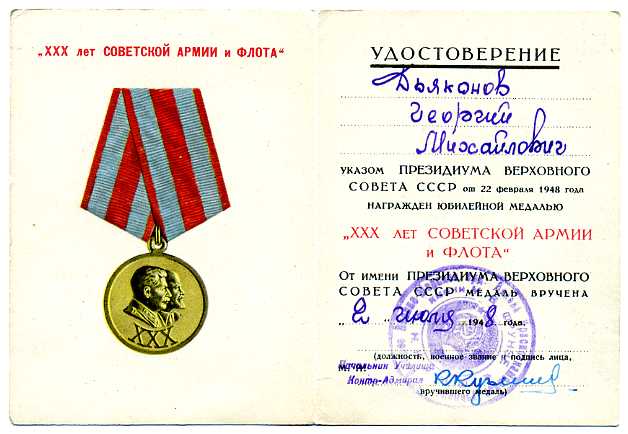 „XXX лет СОВЕТСКОЙ АРМИИ и ФЛОТА“
XXX
УДОСТОВЕРЕНИЕ
Дьяконов
Георгий
Михайлович
УКАЗОМ ПРЕЗИДИУМА ВЕРХОВНОГО
СОВЕТА СССР от 22 февраля 1948 года
НАГРАЖДЕН ЮБИЛЕЙНОЙ МЕДАЛЬЮ
„XXX ЛЕТ СОВЕТСКОЙ АРМИИ
и ФЛОТА“
От имени ПРЕЗИДИУМА ВЕРХОВНОГО
СОВЕТА СССР МЕДАЛЬ ВРУЧЕНА
„2“ июля 1948 года.
(должность, военное звание и подпись лица,
М. П.
Начальник Училища
Контр-Адмирал
вручившего медаль)